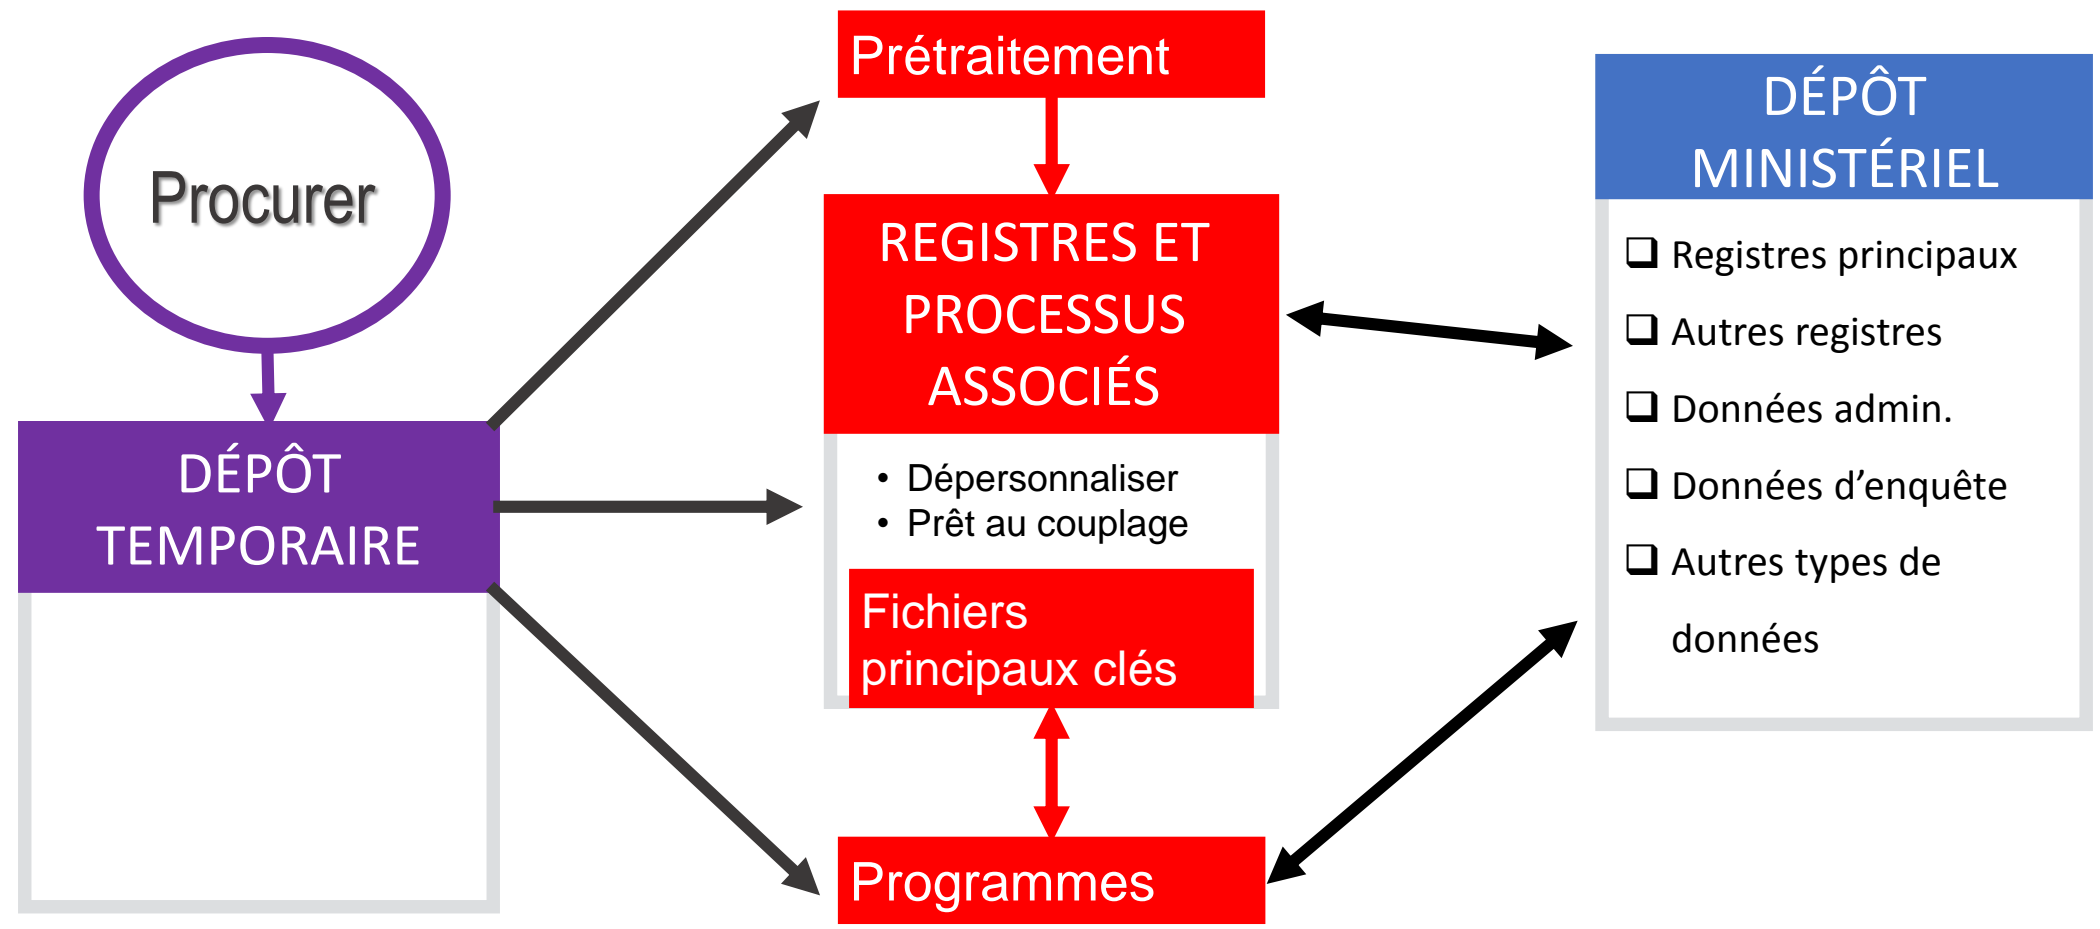 Procurer
DÉPÔT
TEMPORAIRE
Prétraitement
REGISTRES ET
PROCESSUS
ASSOCIÉS
• Dépersonnaliser
• Prêt au couplage
Fichiers
principaux clés
Programmes
DÉPÔT
MINISTÉRIEL
❑ Registres principaux
❑ Autres registres
❑ Données admin.
❑ Données d’enquête
❑ Autres types de
données